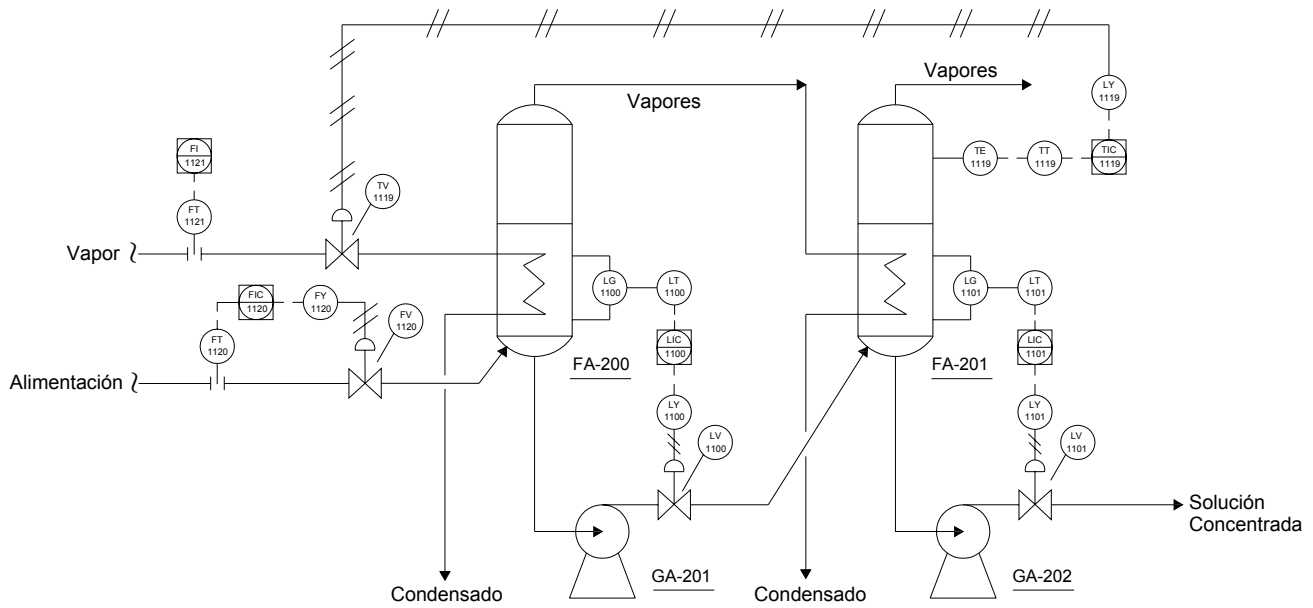 Vapores
LY
1119
Vapores
FI
1121
TE
1119
TT
1119
TIC
1119
TV
1119
FT
1121
Vapor
FIC
1120
FY
1120
FV
1120
LG
1100
LT
1100
LG
1101
LT
1101
FT
1120
LIC
1100
LIC
1101
FA-200
FA-201
Alimentación
LY
1100
LY
1101
LV
1100
LV
1101
Solución
Concentrada
GA-201
GA-202
Condensado
Condensado